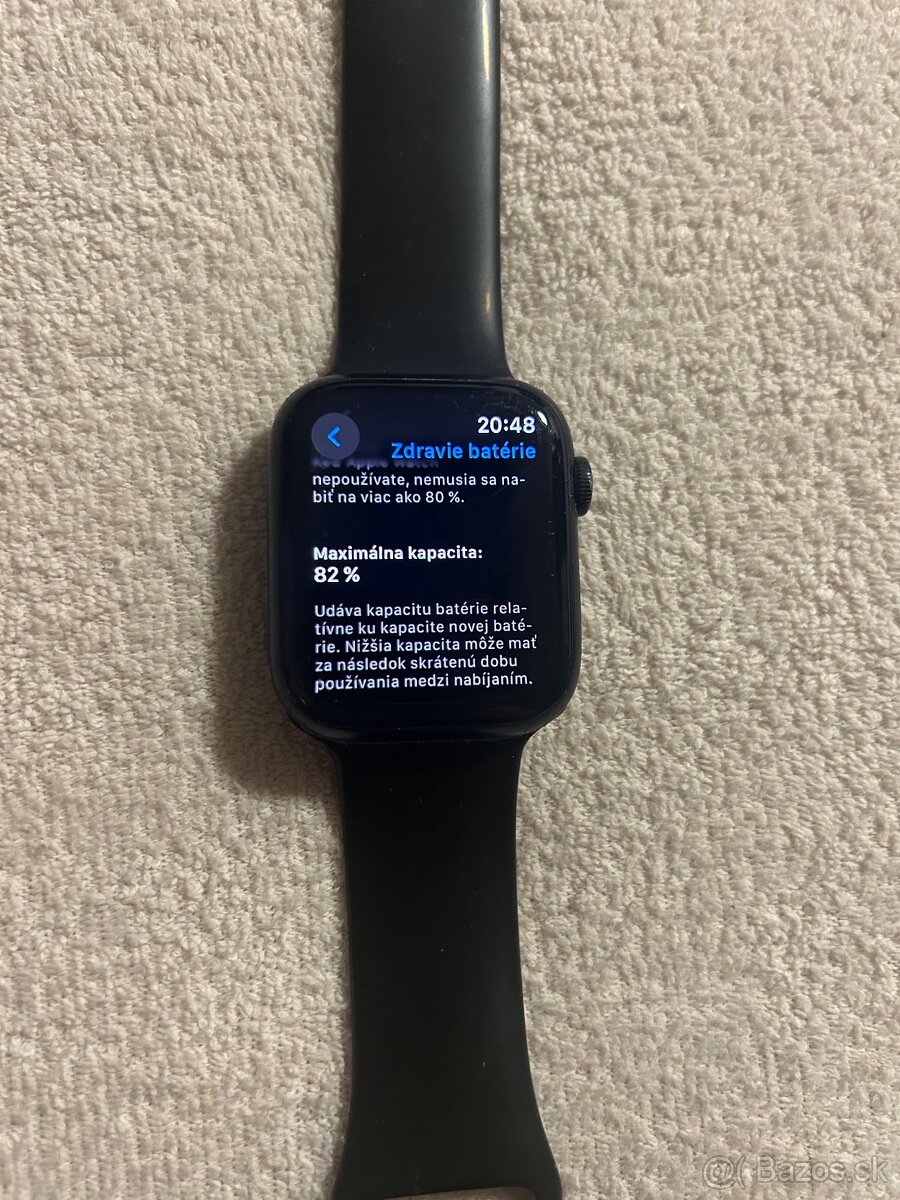 20:48
Zdravie batérie
nepoužívate, nemusia sa na-
biť na viac ako 80 %.
Maximálna kapacita:
82 %
Udáva kapacitu batérie rela-
tívne ku kapacite novej baté-
rie. Nižšia kapacita môže mať
za následok skrátenú dobu
používania medzi nabíjaním.
@( Bazos.sk